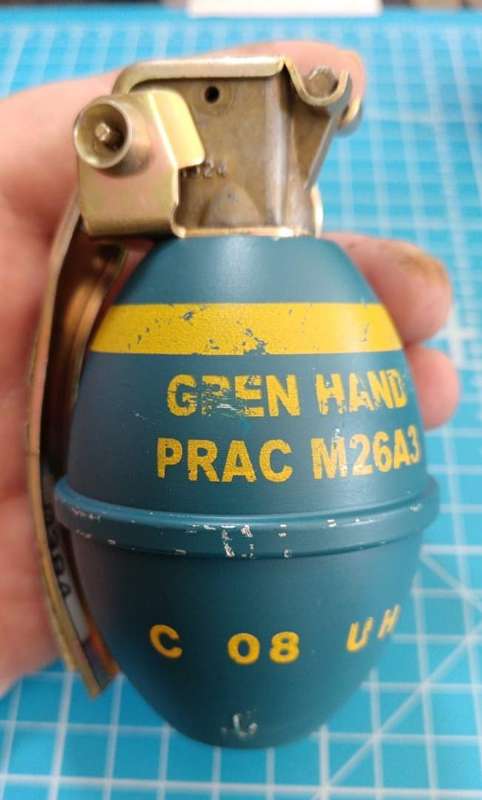 GREN HAND
PRAC M26A3
C 08 UH